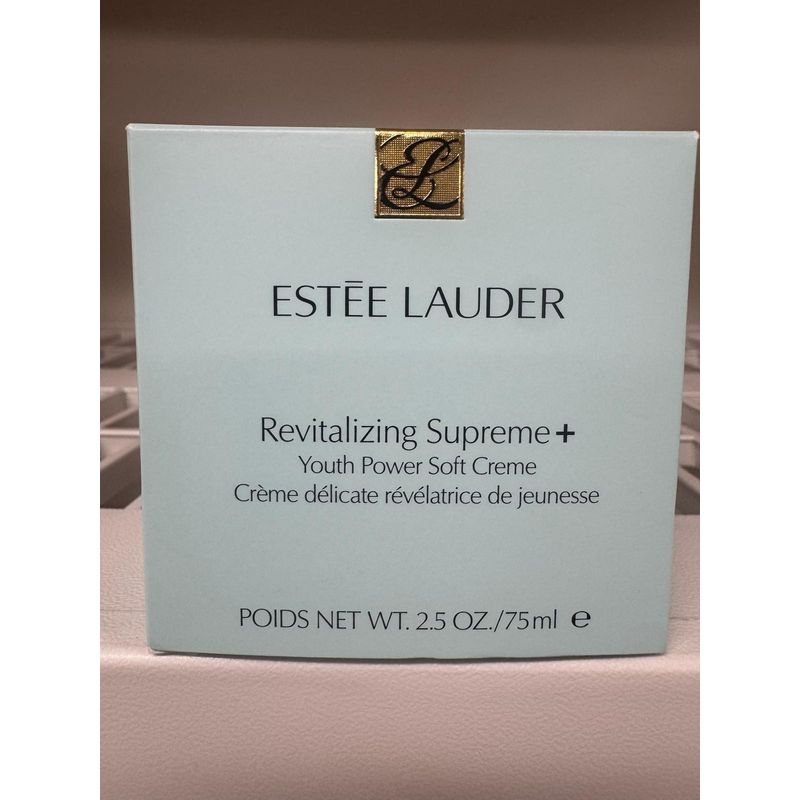 EL
ESTĒE LAUDER
Revitalizing Supreme+
Youth Power Soft Creme
Crème délicate révélatrice de jeunesse
POIDS NET WT. 2.5 OZ./75ml ℮